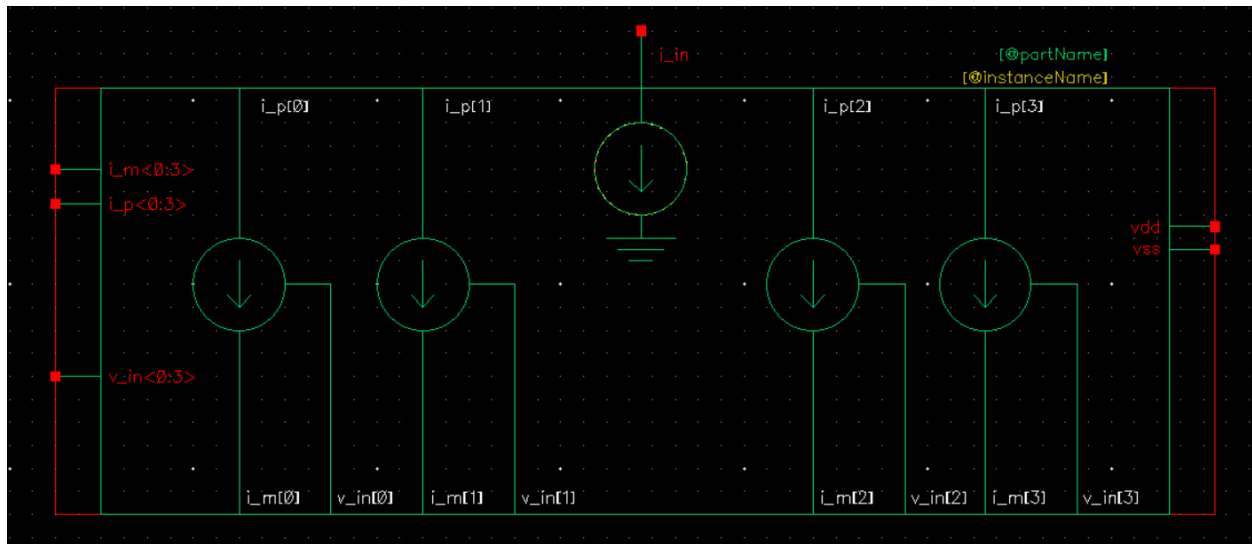 i_in
[@partName]
[@instanceName]
i_p[0]
i_p[1]
i_p[2]
i_p[3]
i_m<0:3>
i_p<0:3>
vdd
vss
v_in<0:3>
i_m[0]
v_in[0]
i_m[1]
v_in[1]
i_m[2]
v_in[2]
i_m[3]
v_in[3]